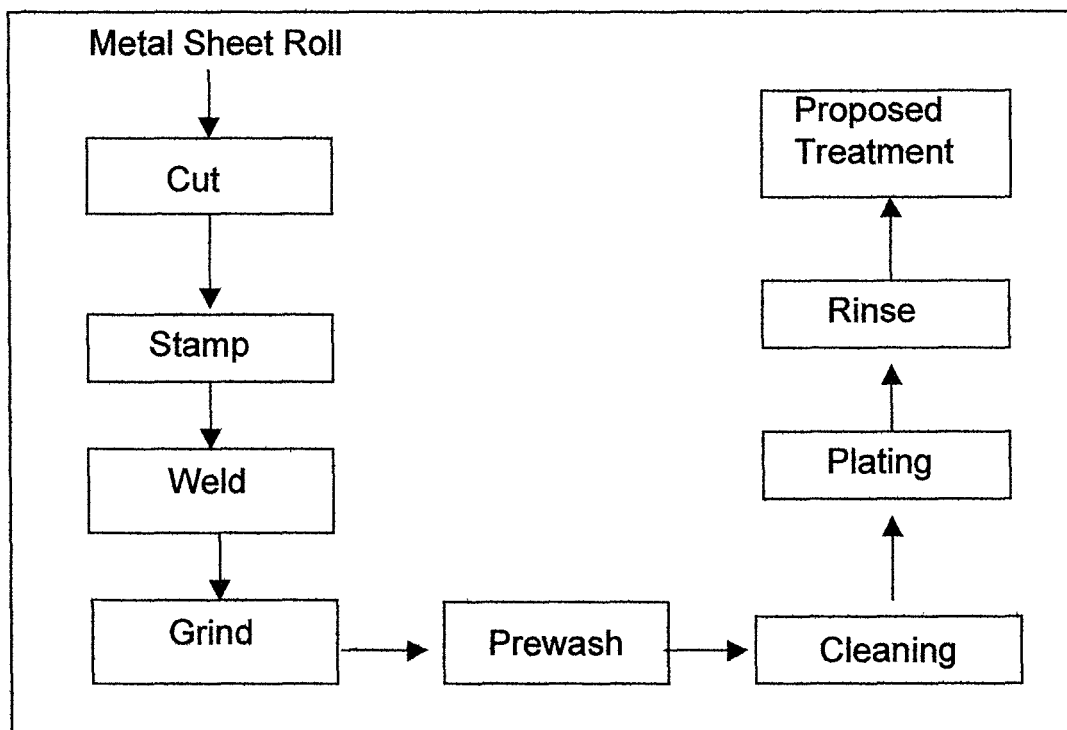 Metal Sheet Roll
Cut
Stamp
Weld
Grind
Prewash
Cleaning
Plating
Rinse
Proposed
Treatment